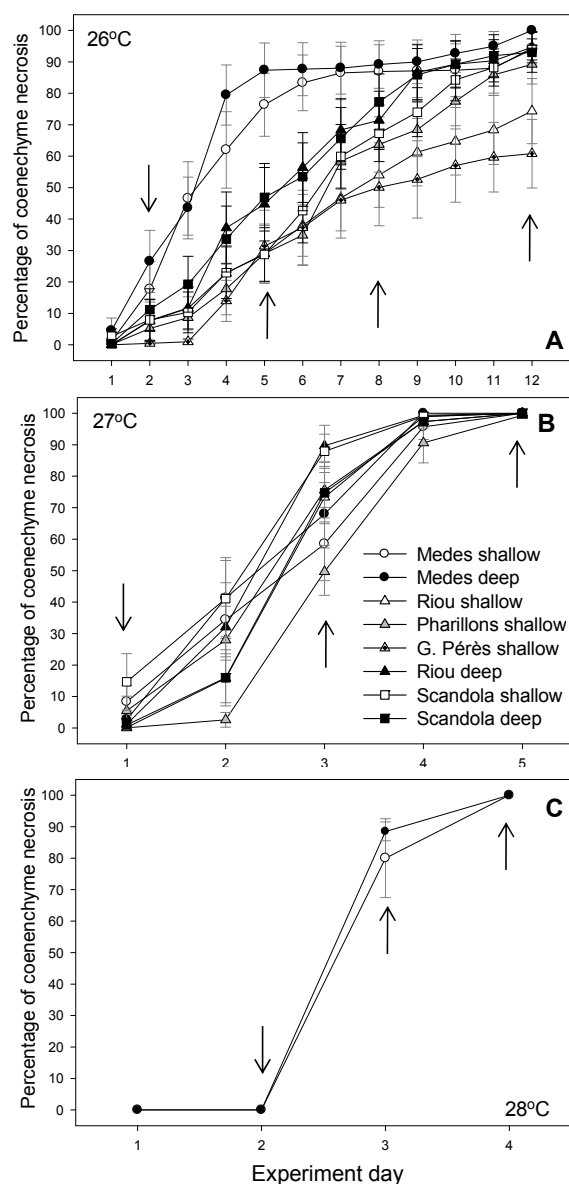 26ºC
100
90
80
70
60
50
40
30
20
10
0
Percentage of coenechyme necrosis
1 2 3 4 5 6 7 8 9 10 11 12
A
27ºC
B
100
90
80
70
60
50
40
30
20
10
0
Percentage of coenechyme necrosis
Medes shallow
Medes deep
Riou shallow
Pharillons shallow
G. Pérès shallow
Riou deep
Scandola shallow
Scandola deep
1 2 3 4 5
C
100
90
80
70
60
50
40
30
20
10
0
Percentage of coenenchyme necrosis
28ºC
1 2 3 4
Experiment day